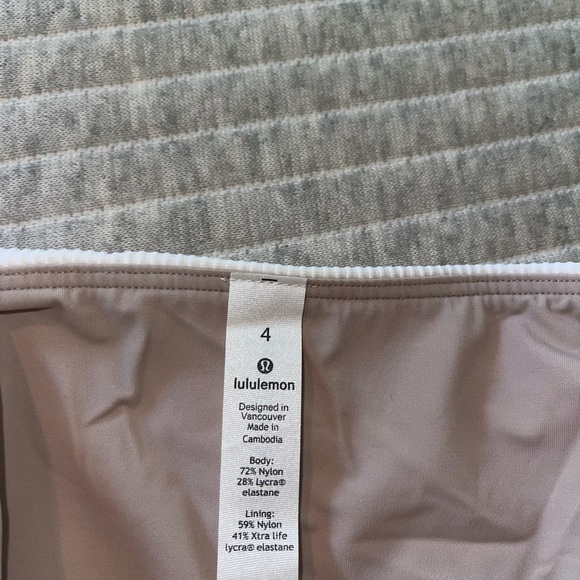 4
lululemon
Designed in
Vancouver
Made in
Cambodia
Body:
72% Nylon
28% Lycra®
elastane
Lining:
59% Nylon
41% Xtra life
lycra® elastane